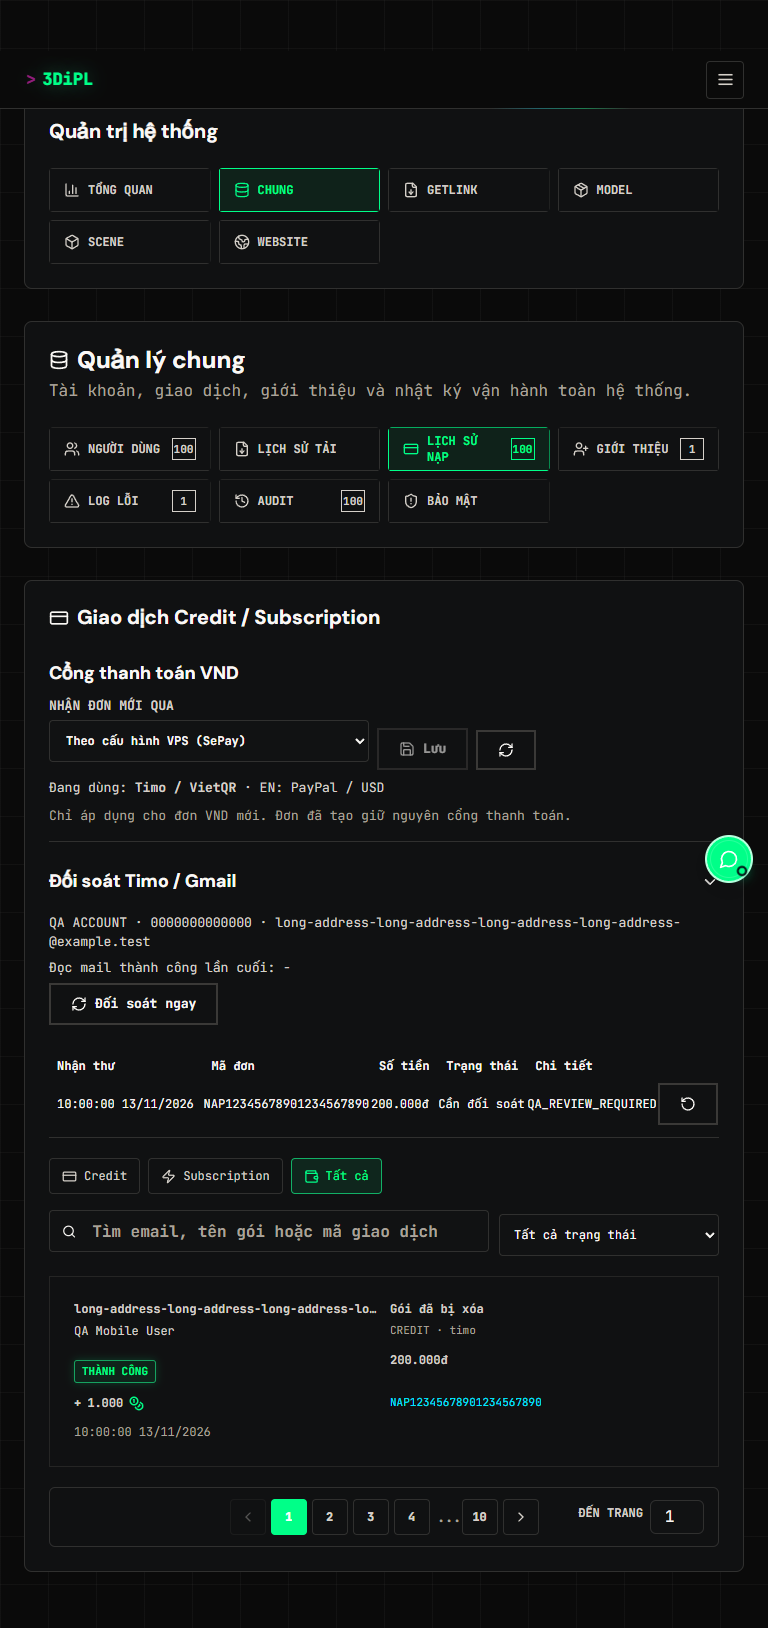 > 3DiPL
Quản trị hệ thống
TỔNG QUAN
CHUNG
GETLINK
MODEL
SCENE
WEBSITE
Quản lý chung
Tài khoản, giao dịch, giới thiệu và nhật ký vận hành toàn hệ thống.
NGƯỜI DÙNG 100
LỊCH SỬ TẢI
LỊCH SỬ
NẠP
100
GIỚI THIỆU 1
LOG LỖI 1
AUDIT 100
BẢO MẬT
Giao dịch Credit / Subscription
Cổng thanh toán VND
NHẬN ĐƠN MỚI QUA
Theo cấu hình VPS (SePay)
Lưu
Đang dùng: Timo / VietQR · EN: PayPal / USD
Chỉ áp dụng cho đơn VND mới. Đơn đã tạo giữ nguyên cổng thanh toán.
Đối soát Timo / Gmail
QA ACCOUNT · 0000000000000 · long-address-long-address-long-address-long-address-
@example.test
Đọc mail thành công lần cuối: -
Đối soát ngay
Nhận thư Mã đơn Số tiền Trạng thái Chi tiết
10:00:00 13/11/2026 NAP12345678901234567890 200.000đ Cần đối soát QA_REVIEW_REQUIRED
Credit
Subscription
Tất cả
Tìm email, tên gói hoặc mã giao dịch
Tất cả trạng thái
long-address-long-address-long-address-lo…
QA Mobile User
THÀNH CÔNG
+ 1.000
10:00:00 13/11/2026
Gói đã bị xóa
CREDIT · timo
200.000đ
NAP12345678901234567890
1 2 3 4 ... 10
ĐẾN TRANG 1